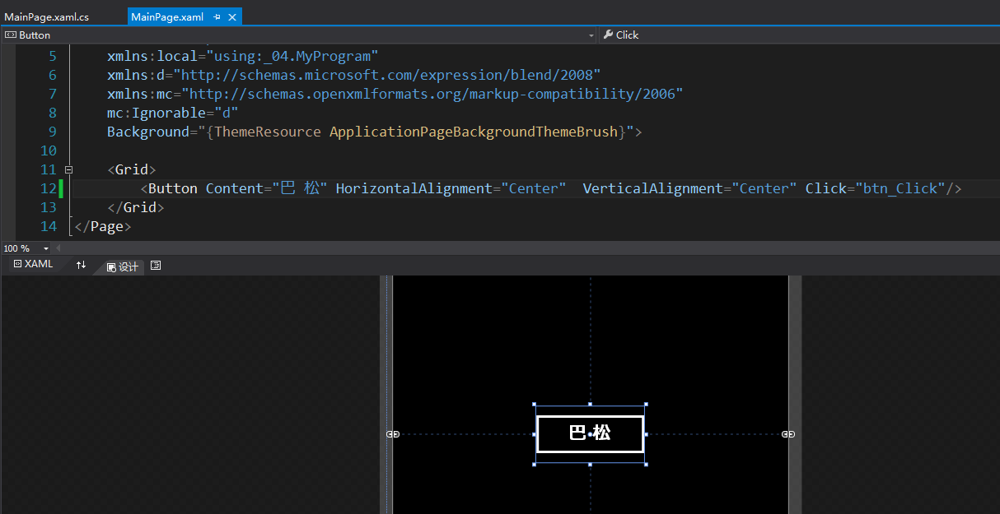 MainPage.xaml.cs
MainPage.xaml
Button
Click
5 xmlns:local="using:_04.MyProgram"
6 xmlns:d="http://schemas.microsoft.com/expression/blend/2008"
7 xmlns:mc="http://schemas.openxmlformats.org/markup-compatibility/2006"
8 mc:Ignorable="d"
9 Background="{ThemeResource ApplicationPageBackgroundThemeBrush}">
10
11 <Grid>
12 <Button Content="巴 松" HorizontalAlignment="Center"  VerticalAlignment="Center" Click="btn_Click"/>
13 </Grid>
14 </Page>
100 %
XAML
设计
巴 松